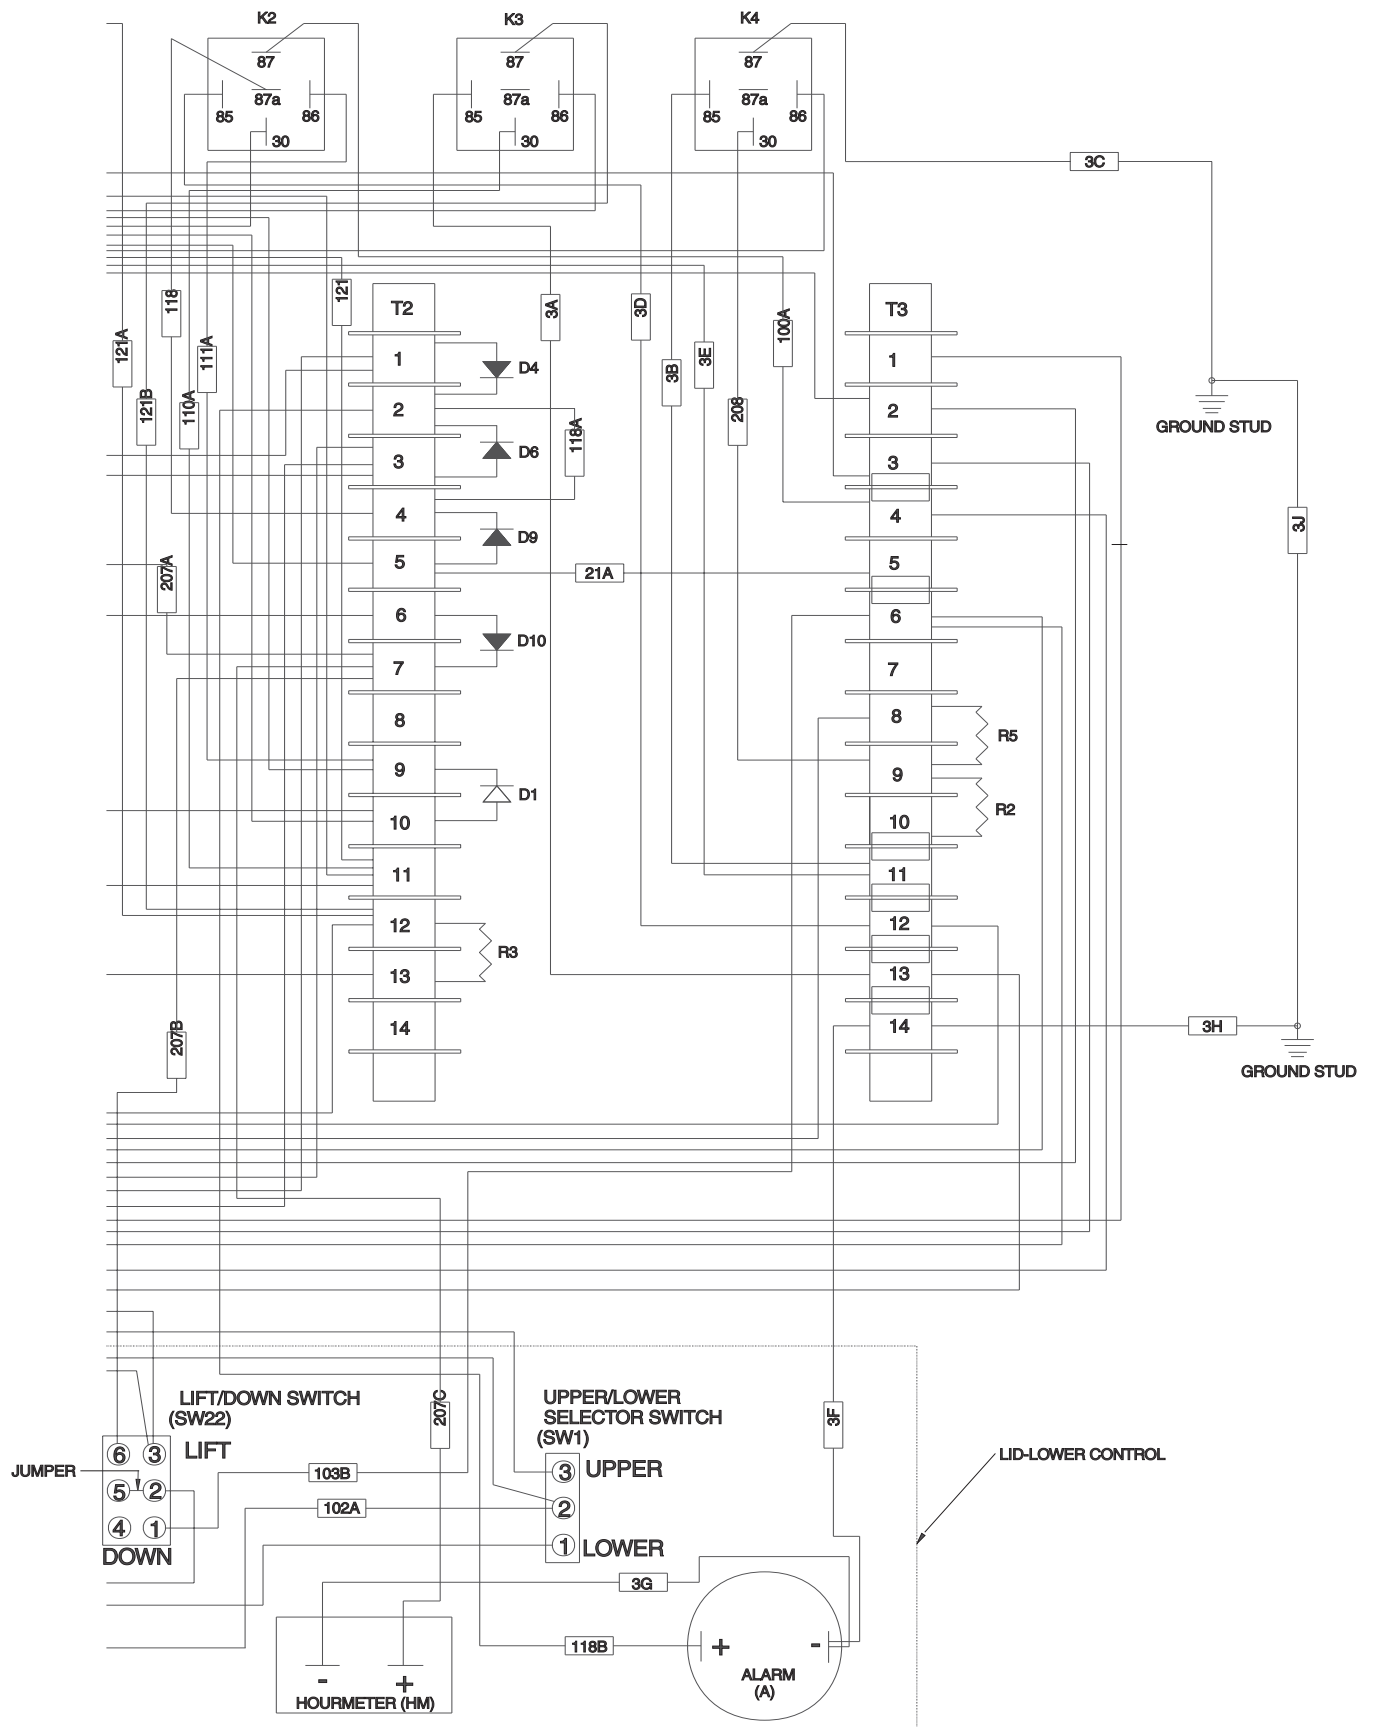 K2
K3
K4
87
87
87
87a
87a
87a
85
86
85
86
85
86
30
30
30
3C
118
121
3A
3D
T2
T3
100A
121A
111A
3E
3B
121B
110A
208
118A
1
D4
2
D6
3
4
D9
5
21A
6
D10
7
8
9
D1
10
11
12
R3
13
14
1
2
3
4
5
6
7
8
R5
9
R2
10
11
12
13
14
GROUND STUD
3J
3H
GROUND STUD
207A
207B
LIFT/DOWN SWITCH
(SW22)
6
3
LIFT
JUMPER
5
2
4
1
DOWN
103B
102A
207C
UPPER/LOWER
SELECTOR SWITCH
(SW1)
3
UPPER
2
1
LOWER
3F
LID-LOWER CONTROL
3G
118B
-
+
HOURMETER (HM)
+
-
ALARM
(A)